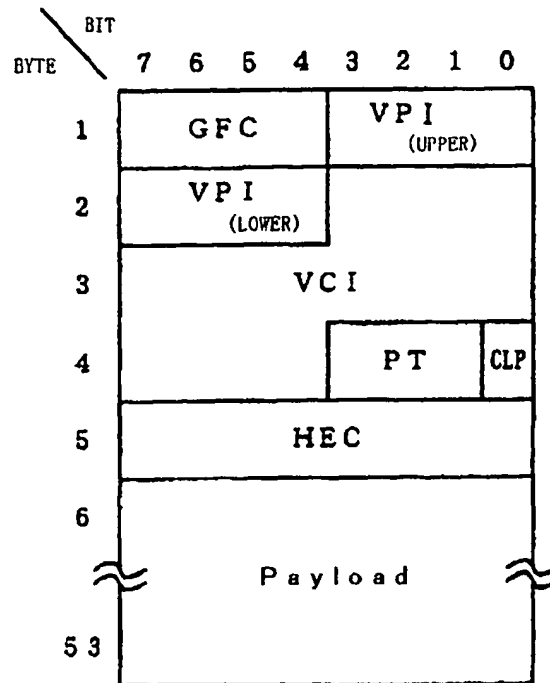 BIT
BYTE 7 6 5 4 3 2 1 0
1 GFC VPI
(UPPER)
2 VPI
(LOWER)
3 VCI
4 PT CLP
5 HEC
6
Payload
53